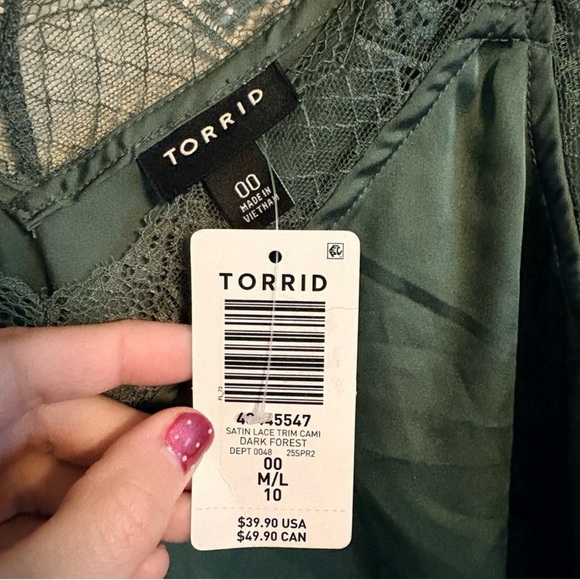 TORRID
00
MADE IN
VIETNAM
TORRID
FL_73
SATIN LACE TRIM CAMI
DARK FOREST
DEPT 0048 25SPR2
00
M/L
10
$39.90 USA
$49.90 CAN